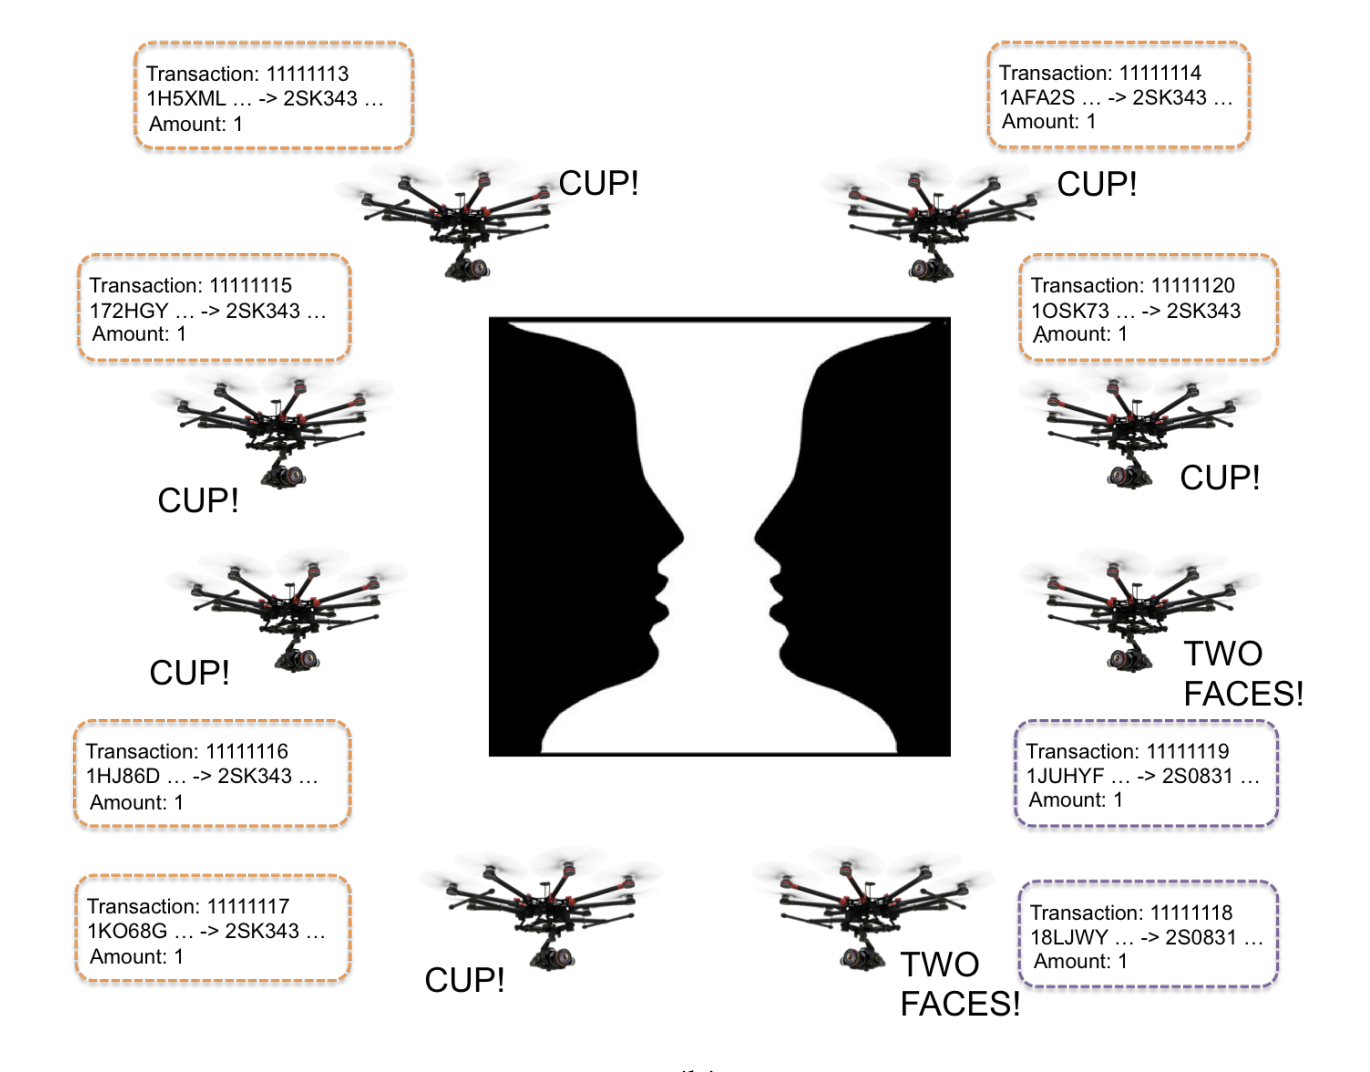 Transaction: 11111113
1H5XML … -> 2SK343 …
Amount: 1
CUP!
Transaction: 11111114
1AFA2S … -> 2SK343 …
Amount: 1
CUP!
Transaction: 11111115
172HGY … -> 2SK343 …
Amount: 1
CUP!
Transaction: 11111120
1OSK73 … -> 2SK343
Amount: 1
CUP!
CUP!
Transaction: 11111116
1HJ86D … -> 2SK343 …
Amount: 1
TWO
FACES!
Transaction: 11111119
1JUHYF … -> 2S0831 …
Amount: 1
Transaction: 11111117
1KO68G … -> 2SK343 …
Amount: 1
CUP!
TWO
FACES!
Transaction: 11111118
18LJWY … -> 2S0831 …
Amount: 1